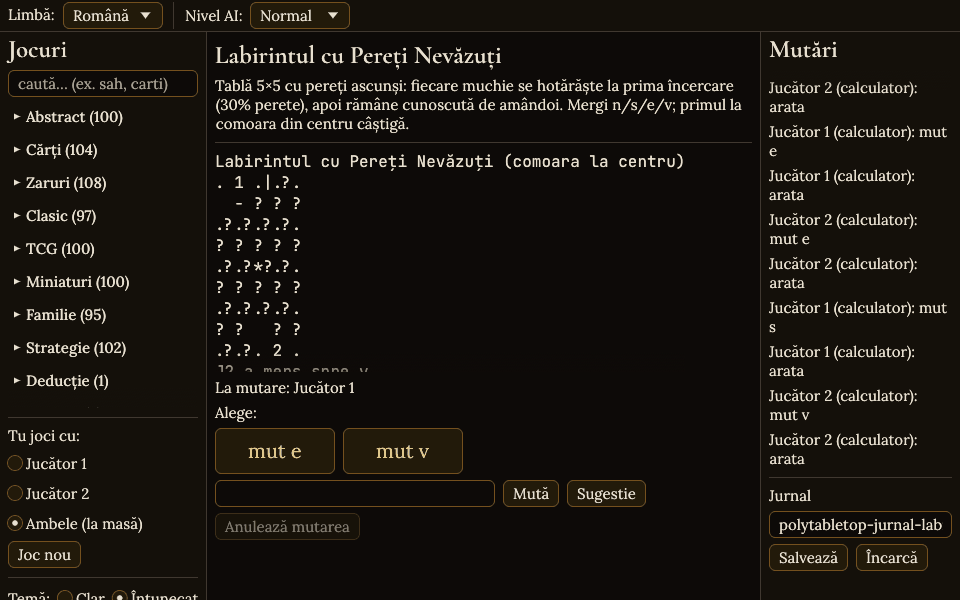 Limbă: Română ▼ Nivel AI: Normal ▼
Jocuri
caută... (ex. sah, carti)
▸ Abstract (100)
▸ Cărți (104)
▸ Zaruri (108)
▸ Clasic (97)
▸ TCG (100)
▸ Miniaturi (100)
▸ Familie (95)
▸ Strategie (102)
▸ Deducție (1)
Tu joci cu:
Jucător 1
Jucător 2
Ambele (la masă)
Joc nou
Temă: Clar Întunecat
Labirintul cu Pereți Nevăzuți
Tablă 5×5 cu pereți ascunși: fiecare muchie se hotărăște la prima încercare
(30% perete), apoi rămâne cunoscută de amândoi. Mergi n/s/e/v; primul la
comoara din centru câștigă.
Labirintul cu Pereți Nevăzuți (comoara la centru)
. 1 .|.?.
  - ? ? ?
.?.?.?.?.
? ? ? ? ?
.?.?*?.?.
? ? ? ? ?
.?.?.?.?.
? ?   ? ?
.?.?. 2 .
J2 a mers spre v
La mutare: Jucător 1
Alege:
mut e mut v
Mută Sugestie
Anulează mutarea
Mutări
Jucător 2 (calculator):
arata
Jucător 1 (calculator): mut
e
Jucător 1 (calculator):
arata
Jucător 2 (calculator):
mut e
Jucător 2 (calculator):
arata
Jucător 1 (calculator): mut
s
Jucător 1 (calculator):
arata
Jucător 2 (calculator):
mut v
Jucător 2 (calculator):
arata
Jurnal
polytabletop-jurnal-lab
Salvează Încarcă